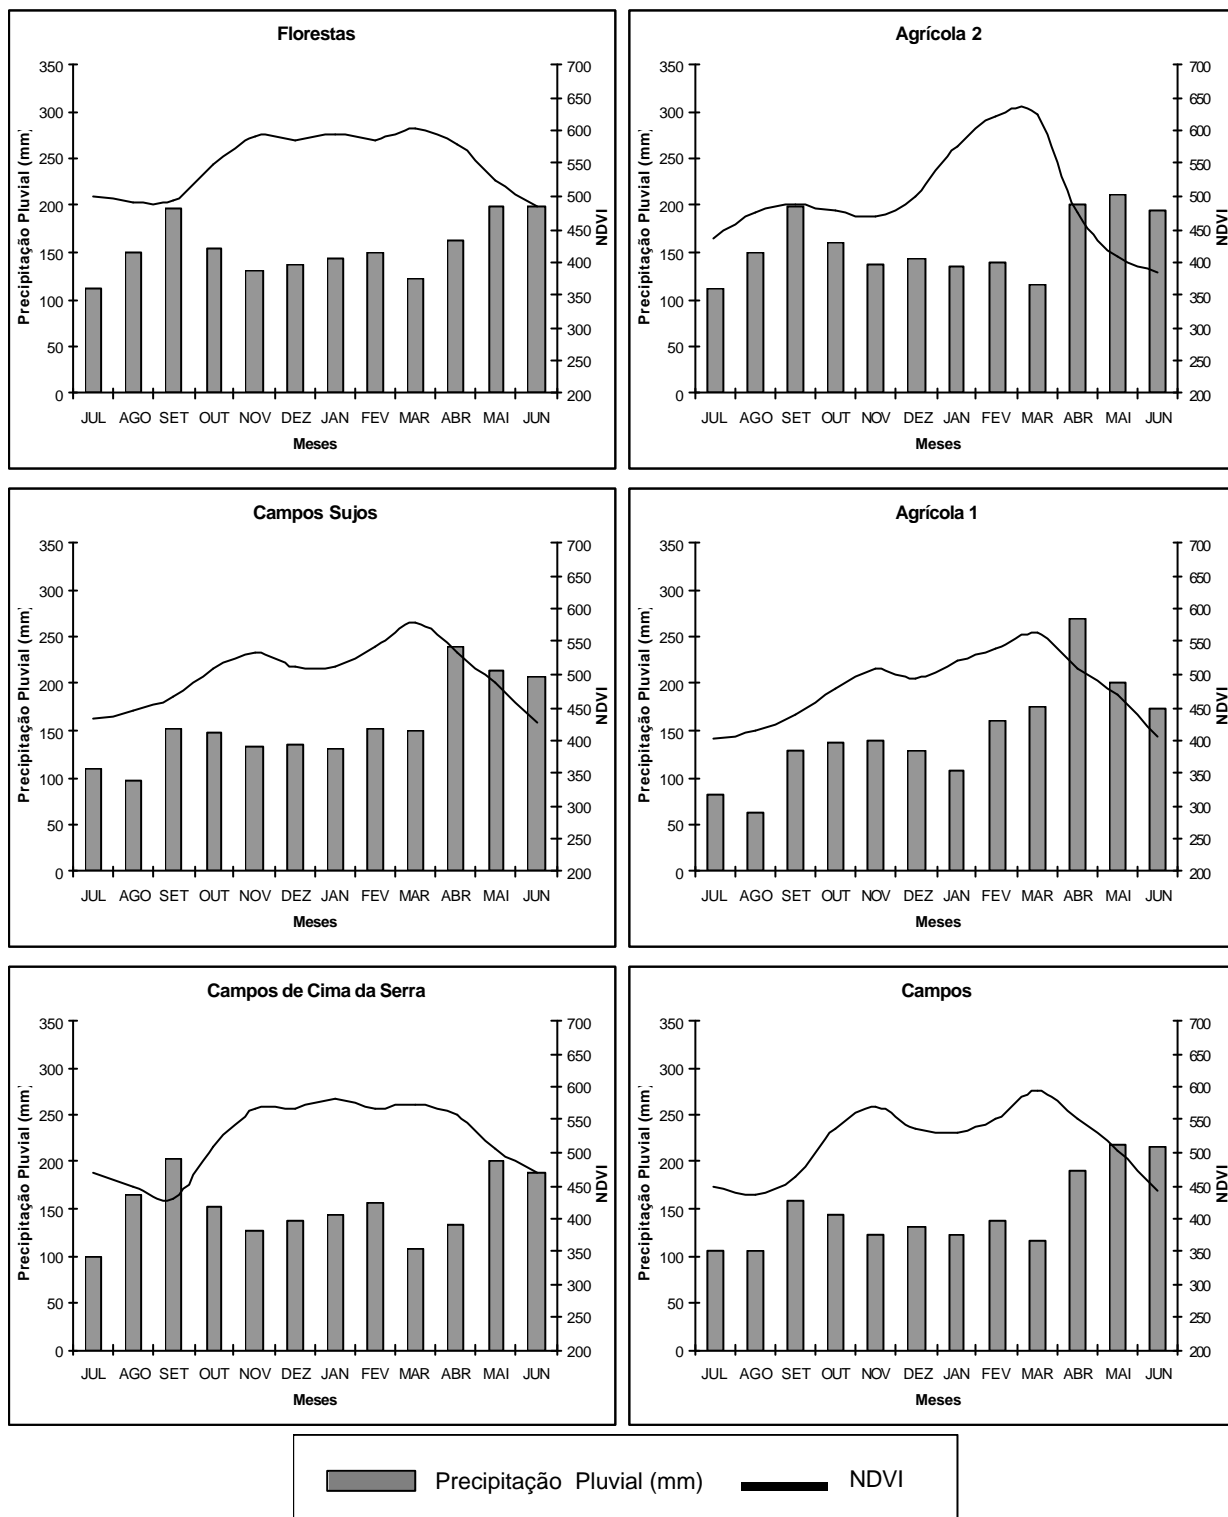 Florestas
350 300 250 200 150 100 50 0
Precipitação Pluvial (mm)
700 650 600 550 500 450 400 350 300 250 200
NDVI
JUL AGO SET OUT NOV DEZ JAN FEV MAR ABR MAI JUN
Meses
Agrícola 2
350 300 250 200 150 100 50 0
Precipitação Pluvial (mm)
700 650 600 550 500 450 400 350 300 250 200
NDVI
JUL AGO SET OUT NOV DEZ JAN FEV MAR ABR MAI JUN
Meses
Campos Sujos
350 300 250 200 150 100 50 0
Precipitação Pluvial (mm)
700 650 600 550 500 450 400 350 300 250 200
NDVI
JUL AGO SET OUT NOV DEZ JAN FEV MAR ABR MAI JUN
Meses
Agrícola 1
350 300 250 200 150 100 50 0
Precipitação Pluvial (mm)
700 650 600 550 500 450 400 350 300 250 200
NDVI
JUL AGO SET OUT NOV DEZ JAN FEV MAR ABR MAI JUN
Meses
Campos de Cima da Serra
350 300 250 200 150 100 50 0
Precipitação Pluvial (mm)
700 650 600 550 500 450 400 350 300 250 200
NDVI
JUL AGO SET OUT NOV DEZ JAN FEV MAR ABR MAI JUN
Meses
Campos
350 300 250 200 150 100 50 0
Precipitação Pluvial (mm)
700 650 600 550 500 450 400 350 300 250 200
NDVI
JUL AGO SET OUT NOV DEZ JAN FEV MAR ABR MAI JUN
Meses
Precipitação Pluvial (mm) NDVI